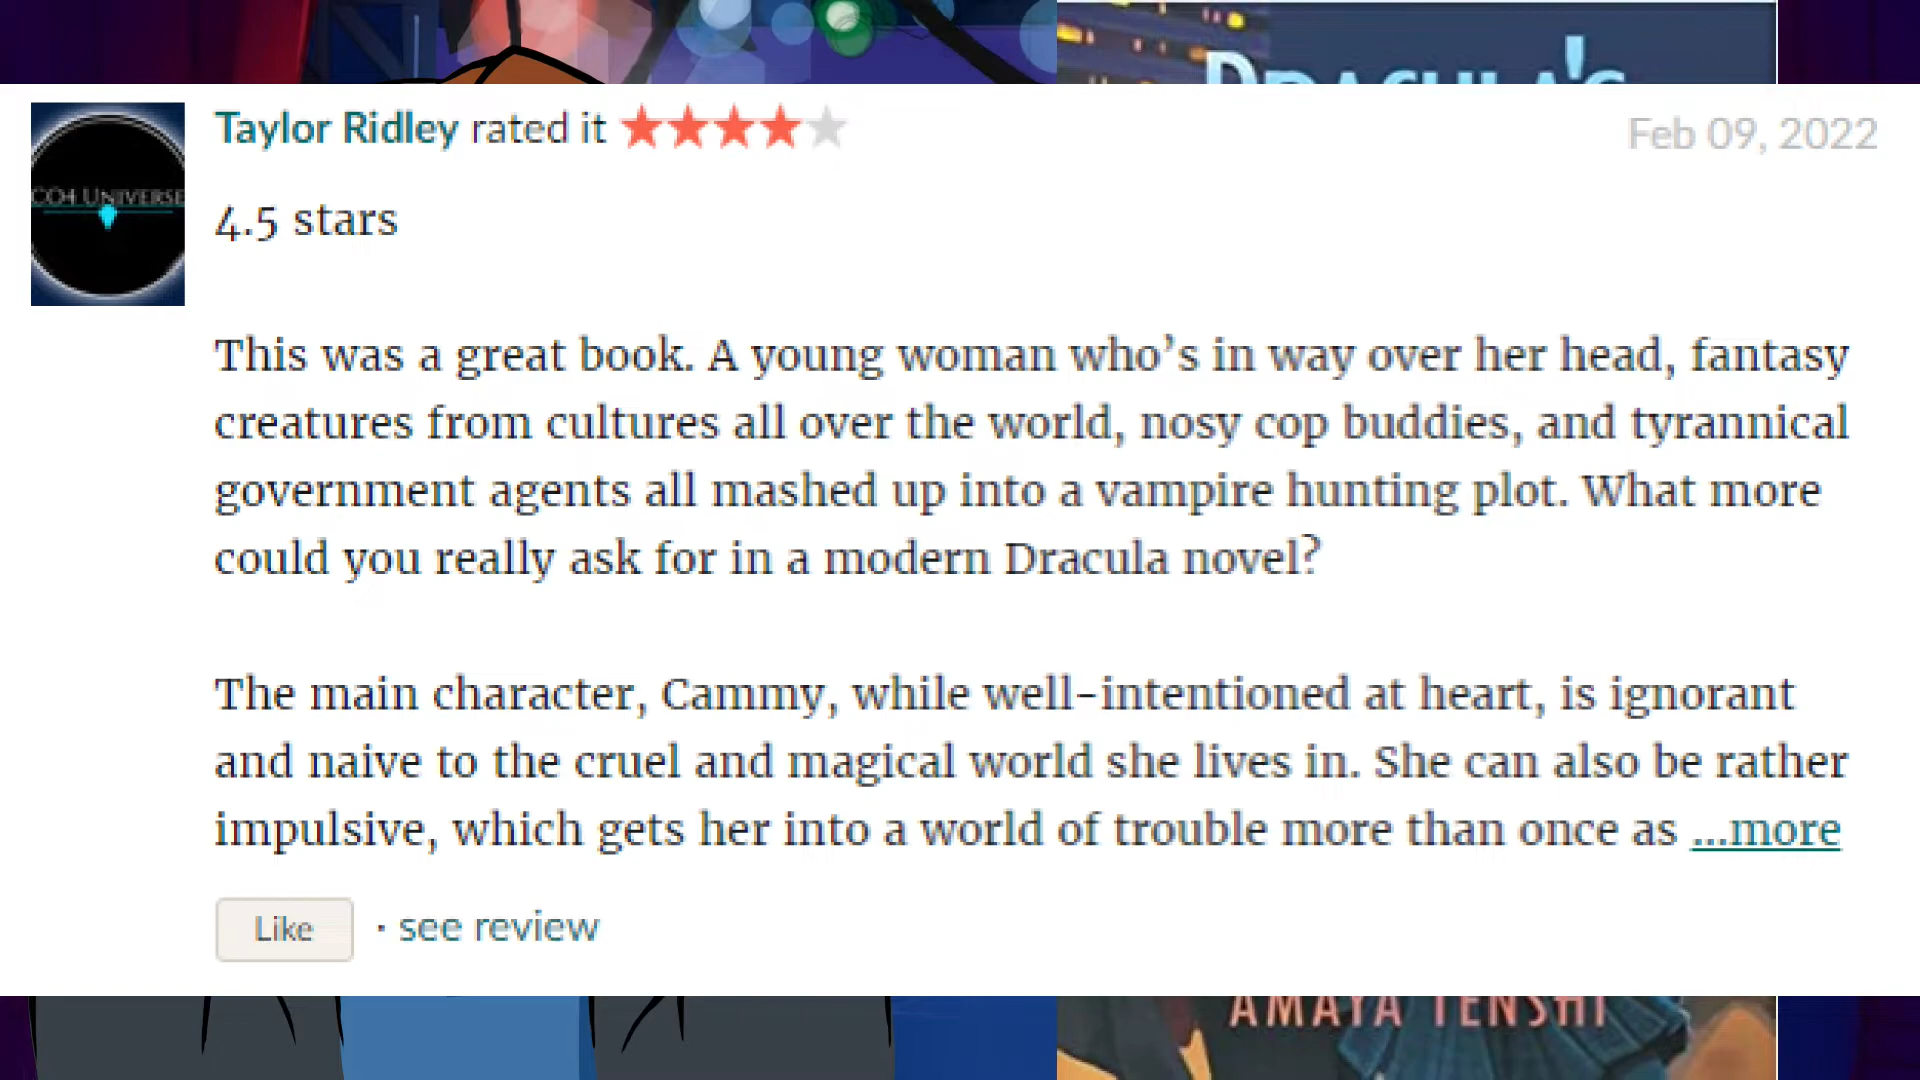 DRACULA'S
Taylor Ridley rated it
Feb 09, 2022
CO4 UNIVERSE
4.5 stars
This was a great book. A young woman who’s in way over her head, fantasy
creatures from cultures all over the world, nosy cop buddies, and tyrannical
government agents all mashed up into a vampire hunting plot. What more
could you really ask for in a modern Dracula novel?
The main character, Cammy, while well-intentioned at heart, is ignorant
and naive to the cruel and magical world she lives in. She can also be rather
impulsive, which gets her into a world of trouble more than once as ...more
Like · see review
AMAYA TENSHI